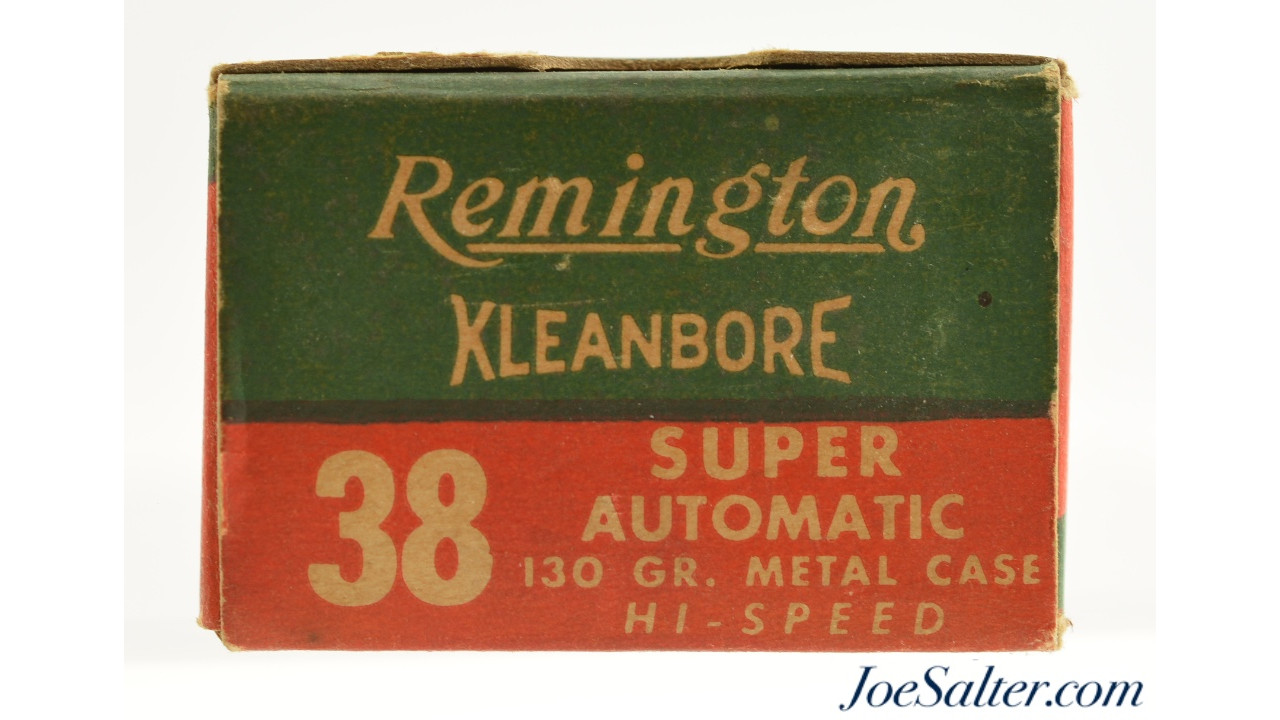 Remington
KLEANBORE
38
SUPER
AUTOMATIC
130 GR. METAL CASE
HI-SPEED
JoeSalter.com